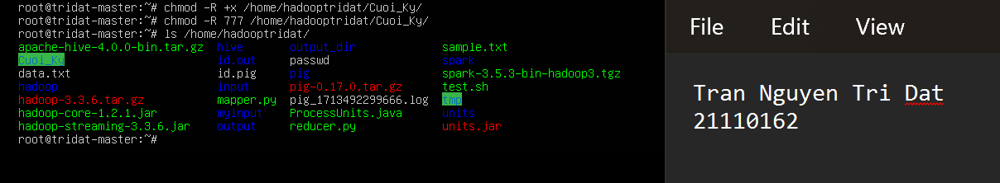 root@tridat-master:~# chmod -R +x /home/hadooptridat/Cuoi_Ky/
root@tridat-master:~# chmod -R 777 /home/hadooptridat/Cuoi_Ky/
root@tridat-master:~# ls /home/hadooptridat/
apache-hive-4.0.0-bin.tar.gz hive output_dir sample.txt
Cuoi_Ky id.out passwd spark
data.txt id.pig pig spark-3.5.3-bin-hadoop3.tgz
hadoop input pig-0.17.0.tar.gz test.sh
hadoop-3.3.6.tar.gz mapper.py pig_1713492299666.log tmp
hadoop-core-1.2.1.jar myinput ProcessUnits.java units
hadoop-streaming-3.3.6.jar output reducer.py units.jar
root@tridat-master:~#
File Edit View
Tran Nguyen Tri Dat
21110162